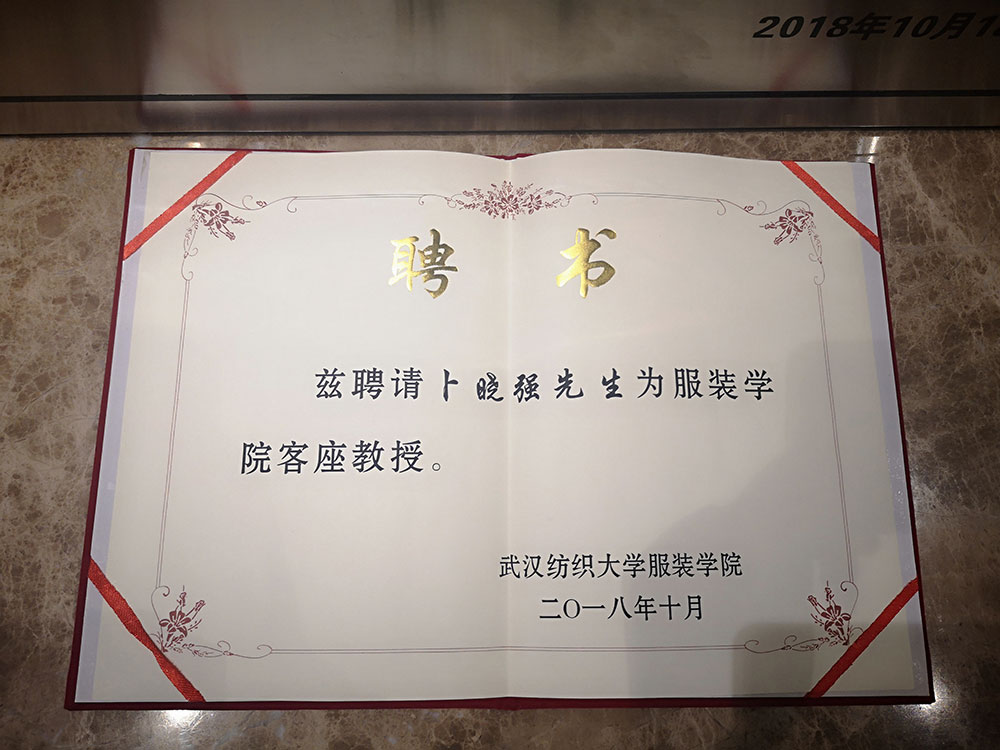 2018年10月1
聘书
兹聘请卜晓强先生为服装学
院客座教授。
武汉纺织大学服装学院
二〇一八年十月